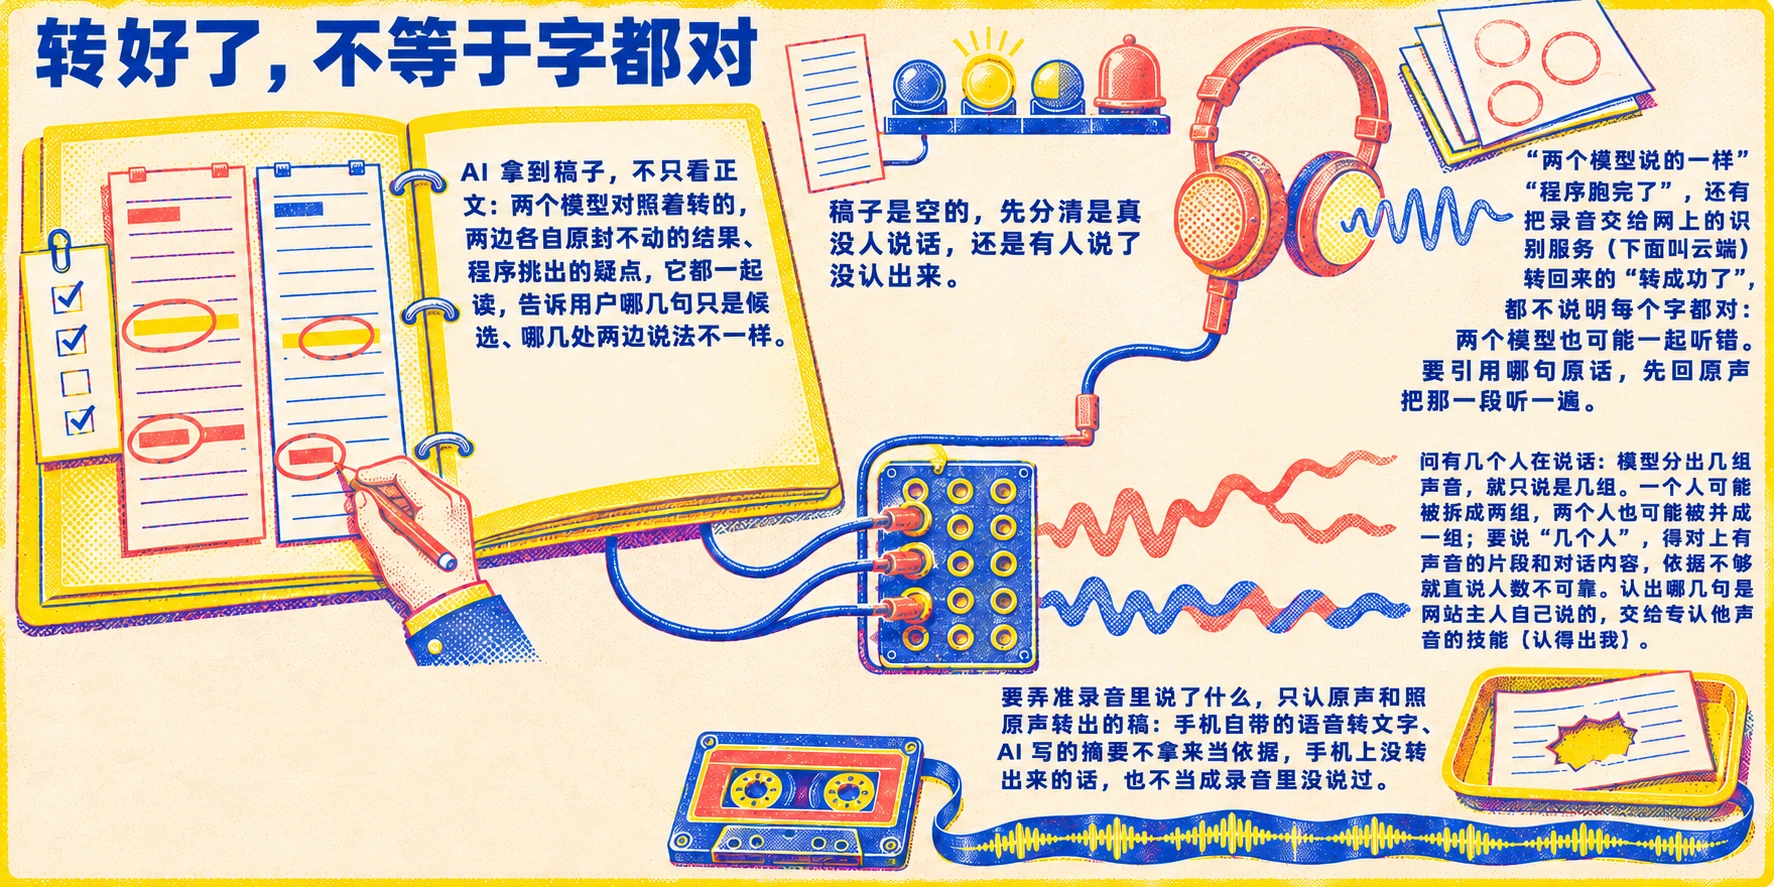 转好了，不等于字都对
AI 拿到稿子，不只看正
文：两个模型对照着转的，
两边各自原封不动的结果、
程序挑出的疑点，它都一起
读，告诉用户哪几句只是候
选、哪几处两边说法不一样。
稿子是空的，先分清是真
没人说话，还是有人说了
没认出来。
“两个模型说的一样”
“程序胞完了”，还有
把录音交给网上的识
别服务（下面叫云端）
转回来的“转成功了”，
都不说明每个字都对：
两个模型也可能一起听错。
要引用哪句原话，先回原声
把那一段听一遍。
问有几个人在说话：模型分出几组
声音，就只说是几组。一个人可能
被拆成两组，两个人也可能被并成
一组；要说“几个人”，得对上有
声音的片段和对话内容，依据不够
就直说人数不可靠。认出哪几句是
网站主人自己说的，交给专认他声
音的技能（认得出我）。
要弄准录音里说了什么，只认原声和照
原声转出的稿：手机自带的语音转文字、
AI 写的摘要不拿来当依据，手机上没转
出来的话，也不当成录音里没说过。